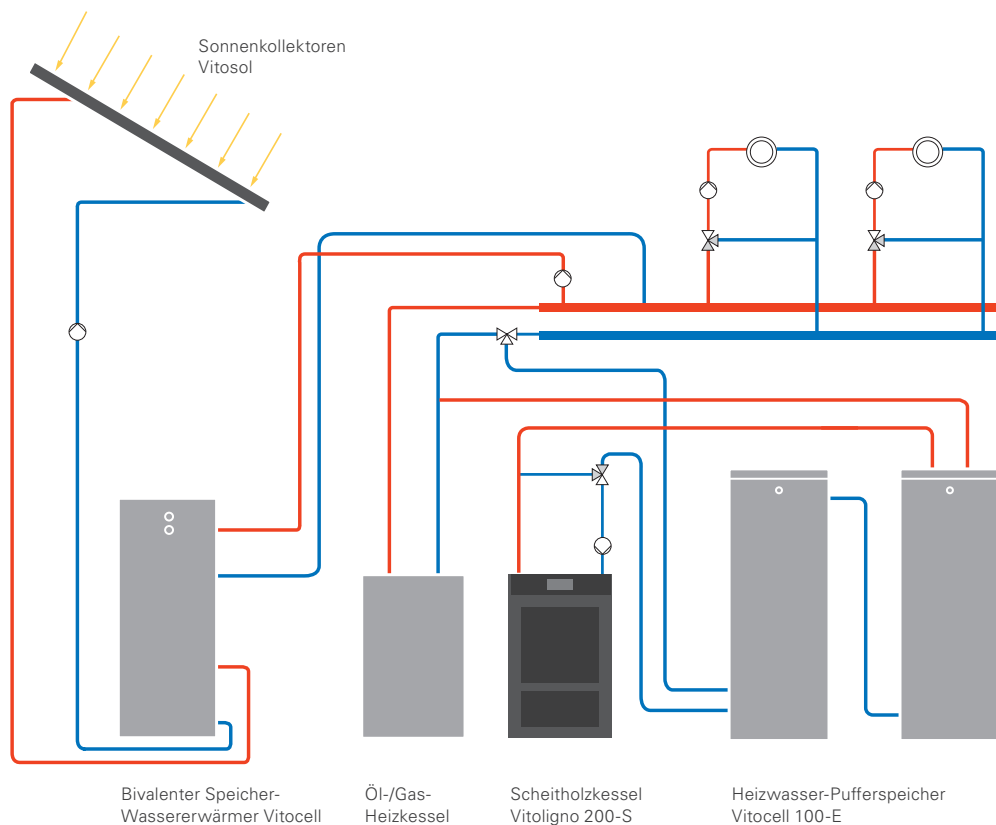 Sonnenkollektoren
Vitosol
Bivalenter Speicher-
Wassererwärmer Vitocell
Öl-/Gas-
Heizkessel
Scheitholzkessel
Vitoligno 200-S
Heizwasser-Pufferspeicher
Vitocell 100-E